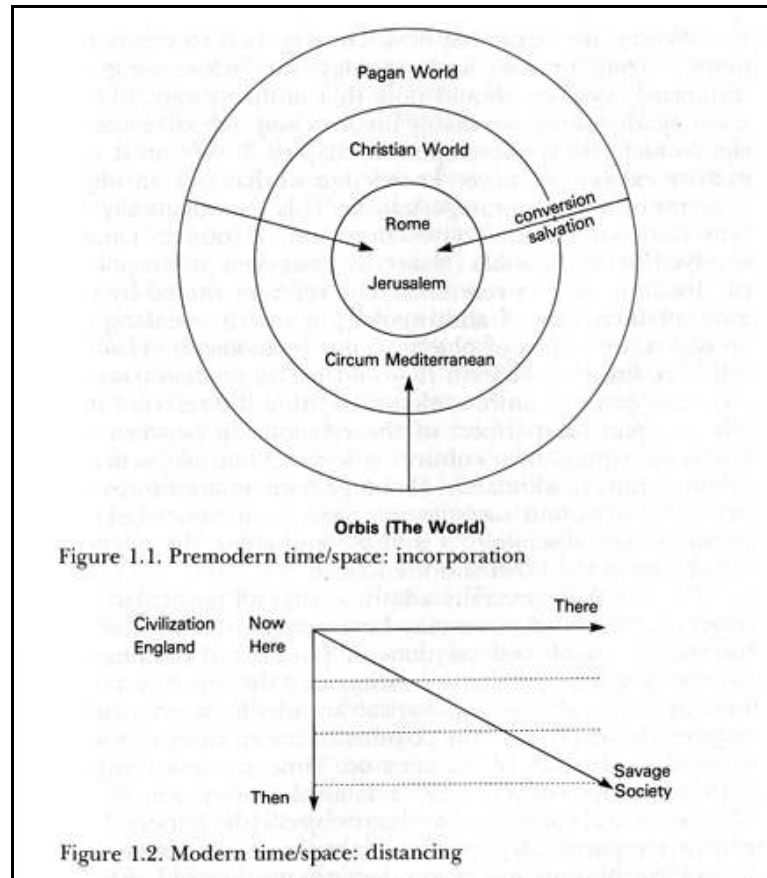 Pagan World
Christian World
Rome
conversion
salvation
Jerusalem
Circum Mediterranean
Orbis (The World)
Figure 1.1. Premodern time/space: incorporation
There
Civilization Now
England Here
Savage
Society
Then
Figure 1.2. Modern time/space: distancing